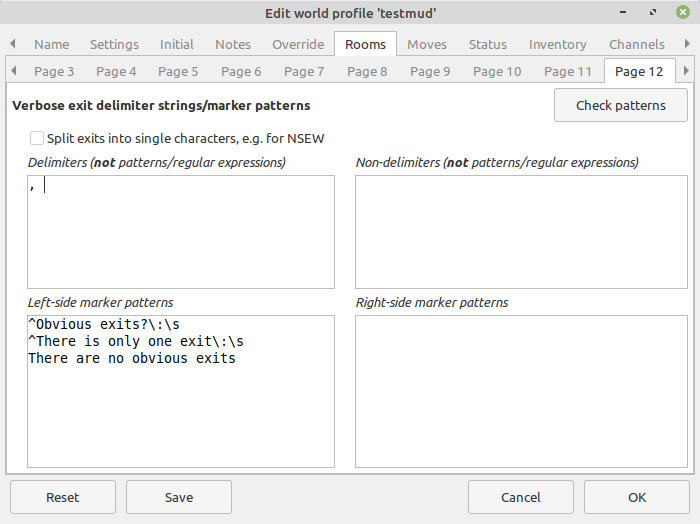 Edit world profile 'testmud'
Name Settings Initial Notes Override Rooms Moves Status Inventory Channels
Page 3 Page 4 Page 5 Page 6 Page 7 Page 8 Page 9 Page 10 Page 11 Page 12
Verbose exit delimiter strings/marker patterns Check patterns
Split exits into single characters, e.g. for NSEW
Delimiters (not patterns/regular expressions) Non-delimiters (not patterns/regular expressions)
,
Left-side marker patterns Right-side marker patterns
^Obvious exits?\:\s
^There is only one exit\:\s
There are no obvious exits
Reset Save Cancel OK